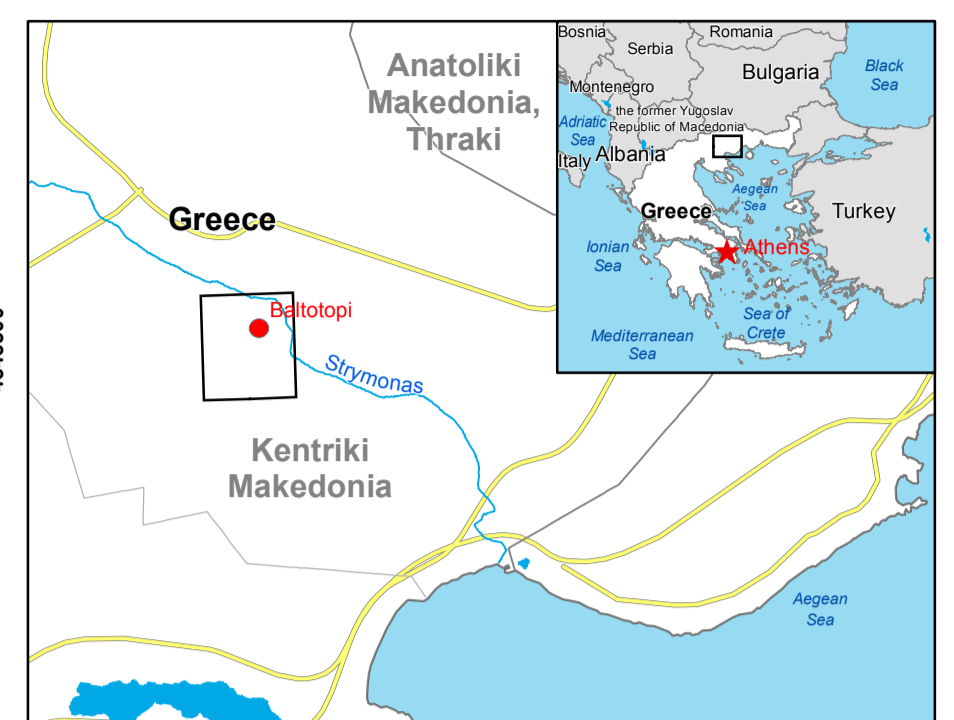 Anatoliki
Makedonia,
Thraki
Greece
Baltotopi
Strymonas
Kentriki
Makedonia
Aegean
Sea
Bosnia
Romania
Serbia
Bulgaria
Black
Sea
Montenegro
the former Yugoslav
Republic of Macedonia
Adriatic
Sea
Italy
Albania
Aegean
Sea
Greece
Turkey
Athens
Ionian
Sea
Sea of
Crete
Mediterranean
Sea